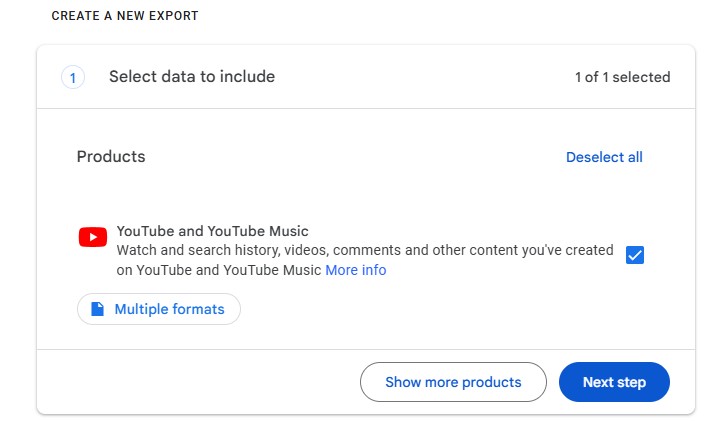 CREATE A NEW EXPORT
1
Select data to include
1 of 1 selected
Products
Deselect all
YouTube and YouTube Music
Watch and search history, videos, comments and other content you've created
on YouTube and YouTube Music More info
Multiple formats
Show more products
Next step